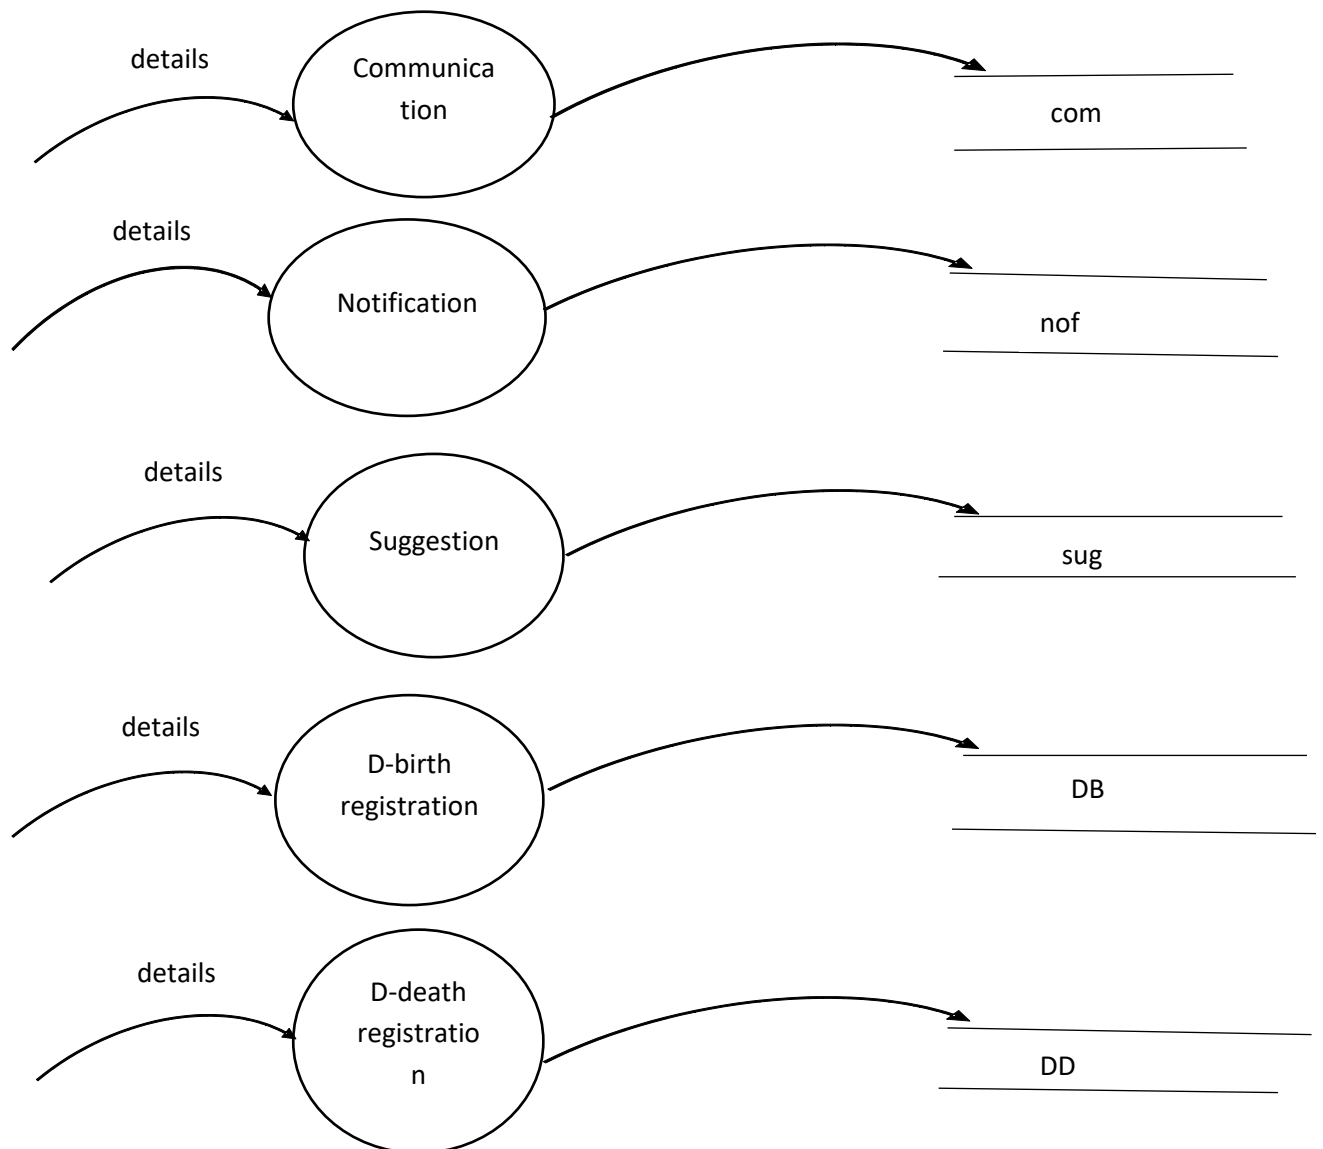 details
Communica
tion
com
details
Notification
nof
details
Suggestion
sug
details
D-birth
registration
DB
details
D-death
registratio
n
DD